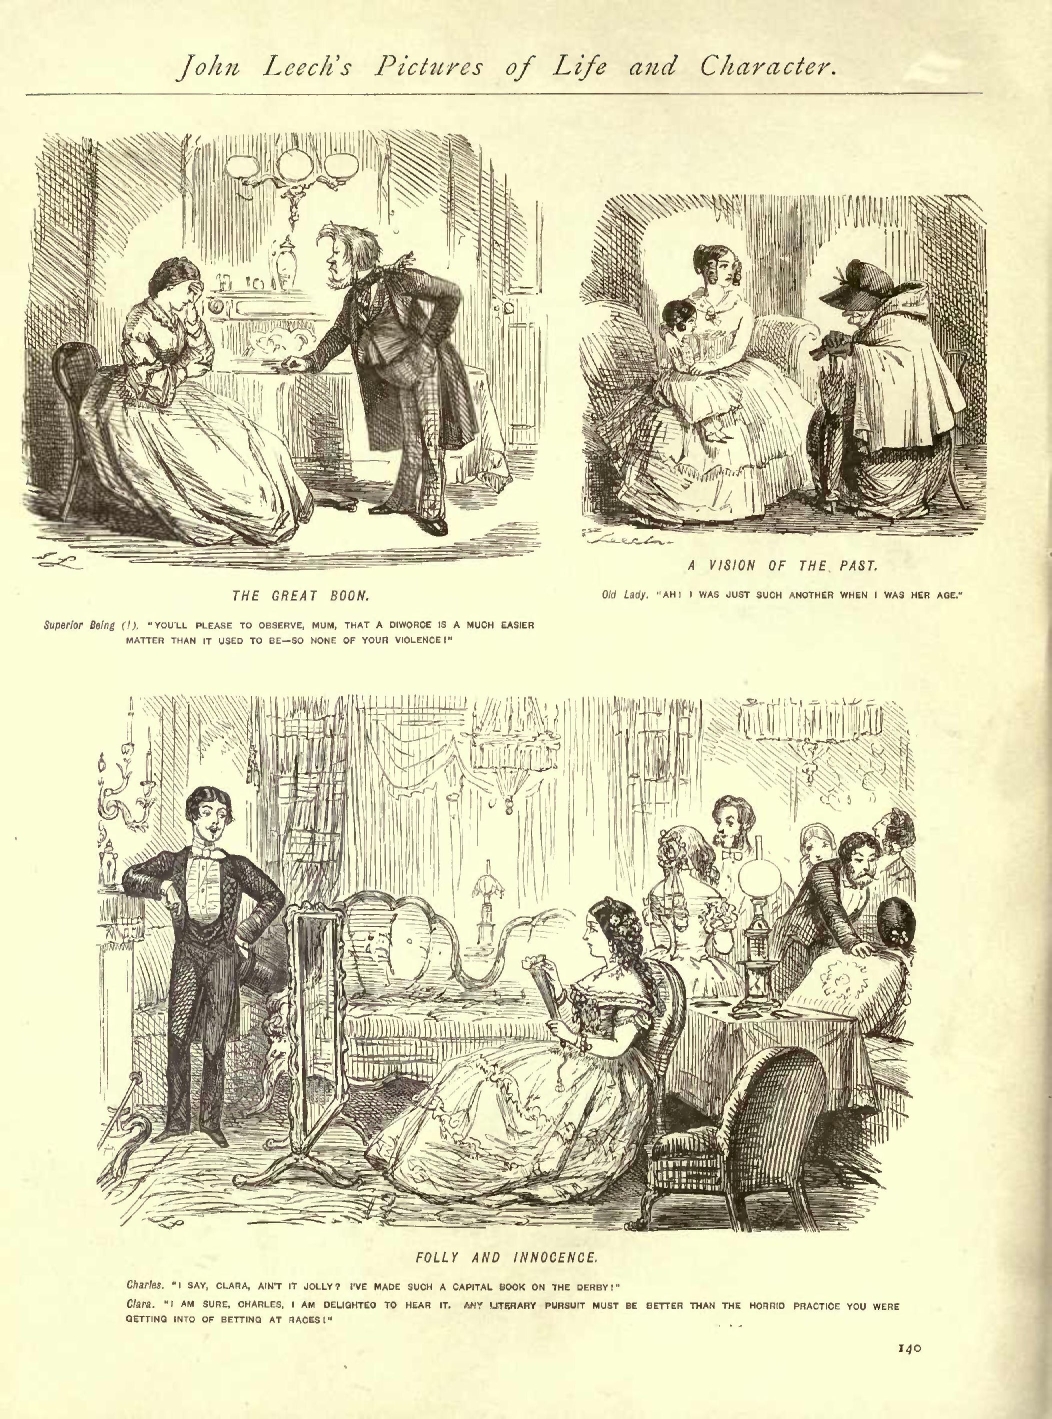 John Leech's Pictures of Life and Character.
THE GREAT BOON.
Superior Being (!). "YOU'LL PLEASE TO OBSERVE, MUM, THAT A DIWORCE IS A MUCH EASIER
MATTER THAN IT USED TO BE—SO NONE OF YOUR VIOLENCE!"
Leech
A VISION OF THE PAST.
Old Lady. "AH! I WAS JUST SUCH ANOTHER WHEN I WAS HER AGE."
FOLLY AND INNOCENCE.
Charles. "I SAY, CLARA, AIN'T IT JOLLY? I'VE MADE SUCH A CAPITAL BOOK ON THE DERBY!"
Clara. "I AM SURE, CHARLES, I AM DELIGHTED TO HEAR IT. ANY LITERARY PURSUIT MUST BE BETTER THAN THE HORRID PRACTICE YOU WERE
GETTING INTO OF BETTING AT RACES!"
140